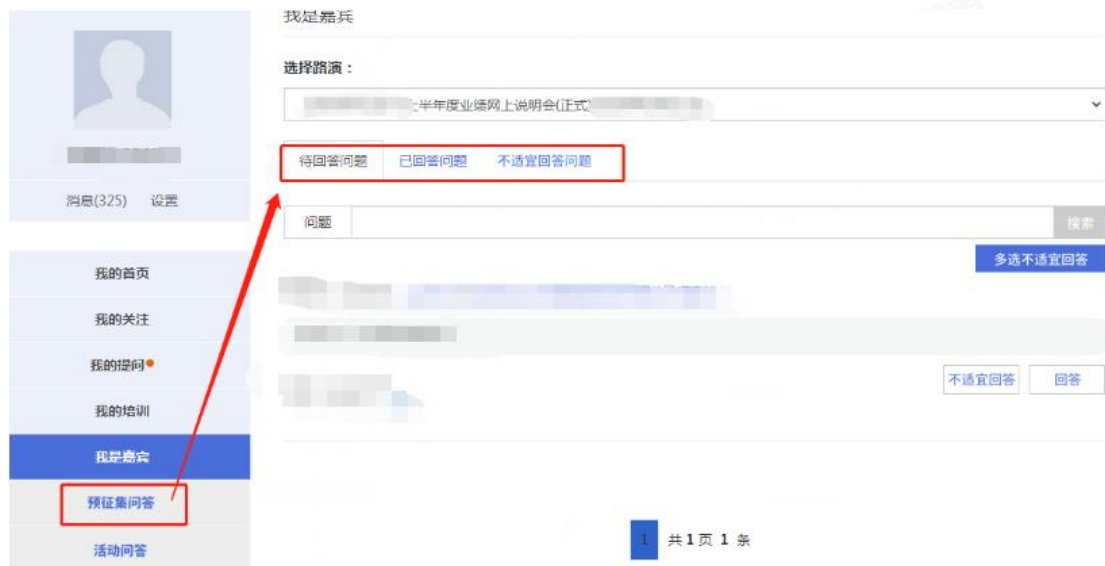 我是嘉宾
选择路演：
上半年度业绩网上说明会(正式)
待回答问题 已回答问题 不适宜回答问题
消息(325) 设置
问题 搜索
多选不适宜回答
我的首页
我的关注
我的提问
不适宜回答 回答
我的培训
我是嘉宾
预征集问答
1 共1页 1 条
活动问答